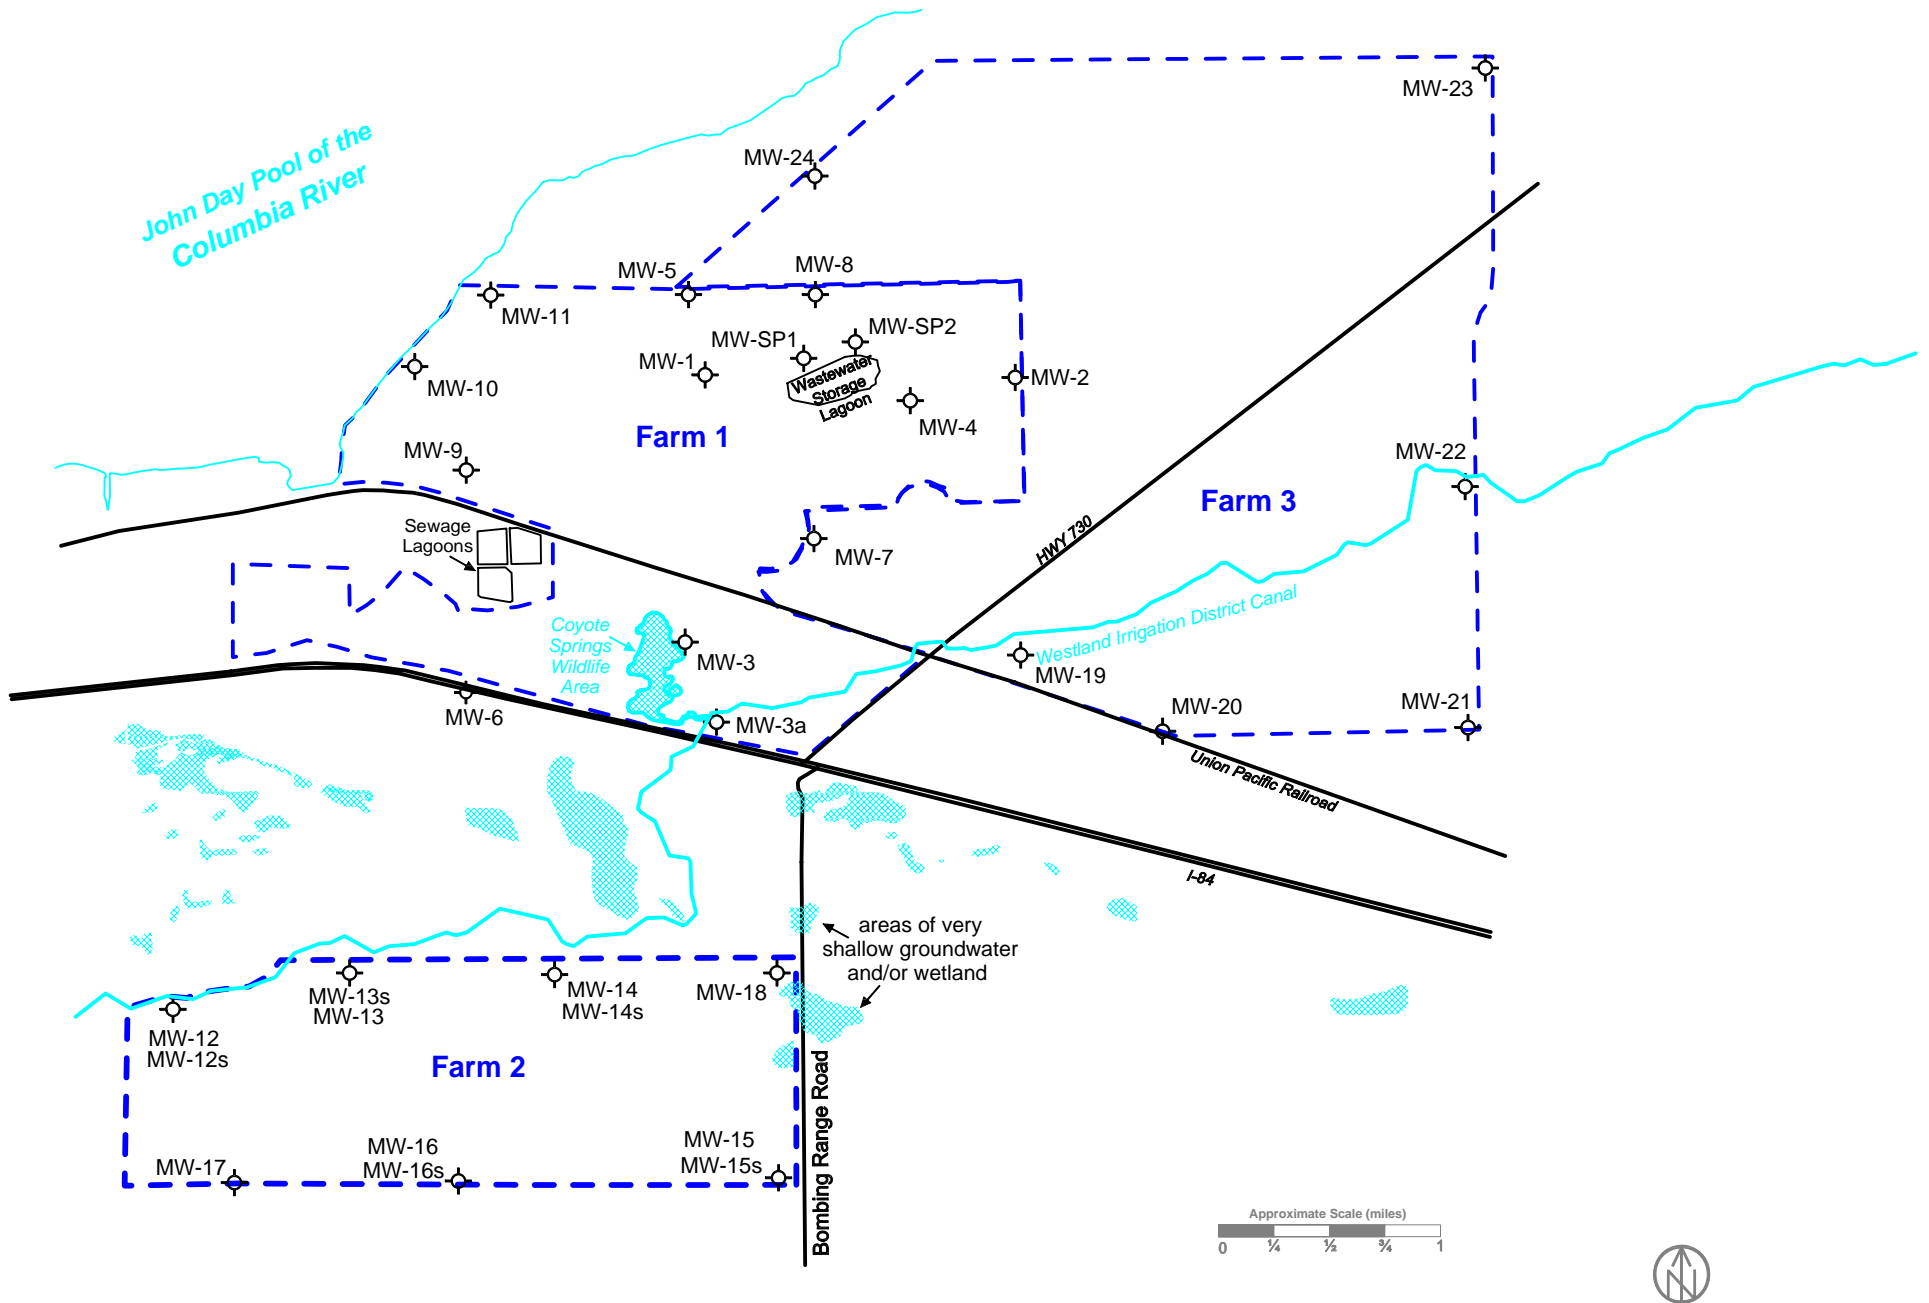 MW-23
John Day Pool of the
Columbia River
MW-24
MW-5
MW-8
MW-11
MW-SP2
MW-SP1
MW-1
Wastewater
Storage
Lagoon
MW-2
MW-10
MW-4
Farm 1
MW-9
MW-22
Farm 3
Sewage
Lagoons
HWY 730
MW-7
Westland Irrigation District Canal
Coyote
Springs
Wildlife
Area
MW-3
MW-19
MW-6
MW-3a
MW-20
MW-21
Union Pacific Railroad
I-84
areas of very
shallow groundwater
and/or wetland
MW-13s
MW-13
MW-14
MW-14s
MW-18
MW-12
MW-12s
Farm 2
Bombing Range Road
MW-17
MW-16
MW-16s
MW-15
MW-15s
Approximate Scale (miles)
0 ¼ ½ ¾ 1
N